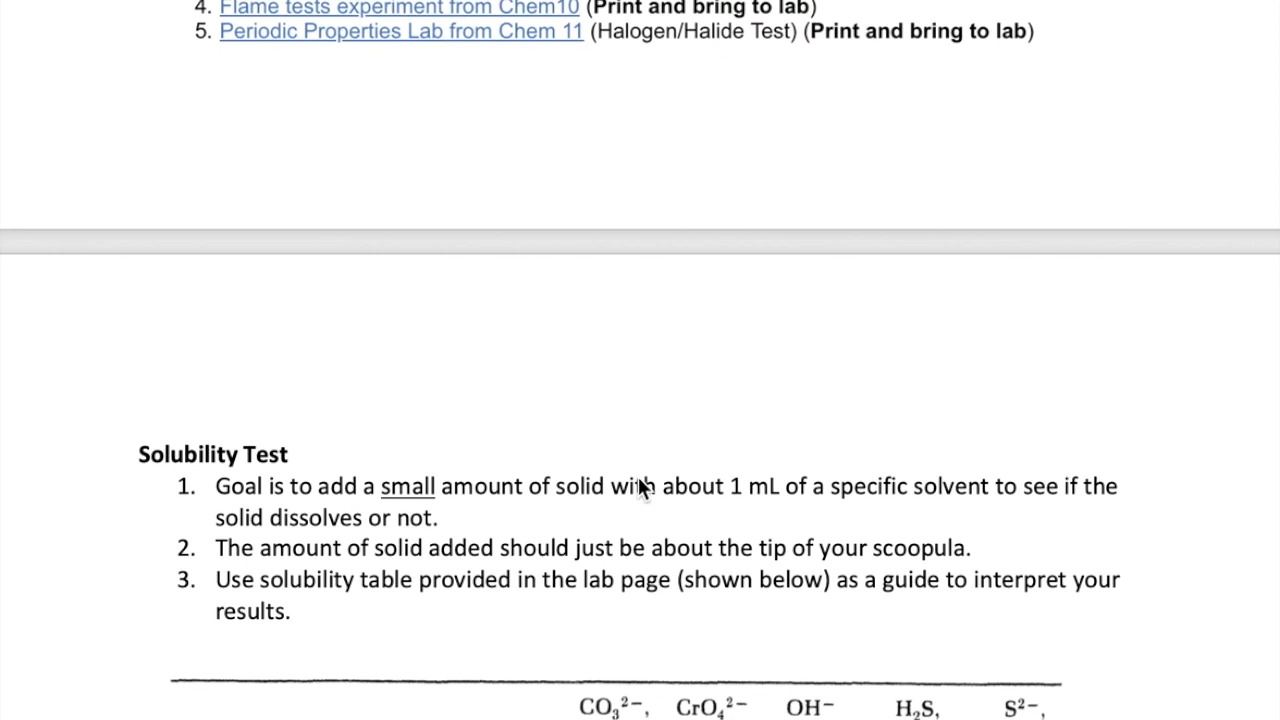 4. Flame tests experiment from Chem10 (Print and bring to lab)
5. Periodic Properties Lab from Chem 11 (Halogen/Halide Test) (Print and bring to lab)
Solubility Test
1. Goal is to add a small amount of solid with about 1 mL of a specific solvent to see if the
solid dissolves or not.
2. The amount of solid added should just be about the tip of your scoopula.
3. Use solubility table provided in the lab page (shown below) as a guide to interpret your
results.
CO₃²⁻, CrO₄²⁻ OH⁻ H₂S, S²⁻,